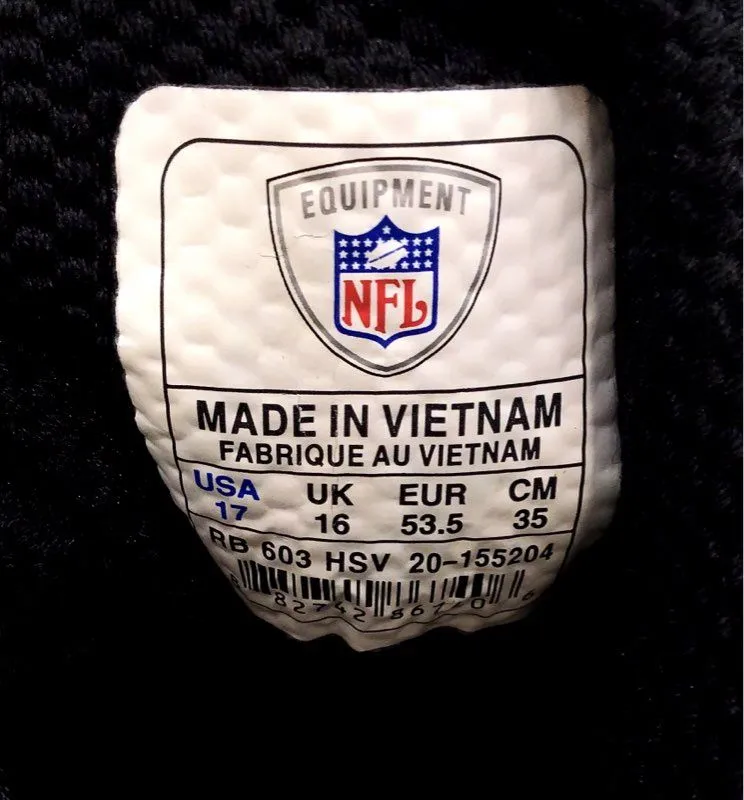 EQUIPMENT
NFL
MADE IN VIETNAM
FABRIQUE AU VIETNAM
USA UK EUR CM
17 16 53.5 35
RB 603 HSV 20-155204